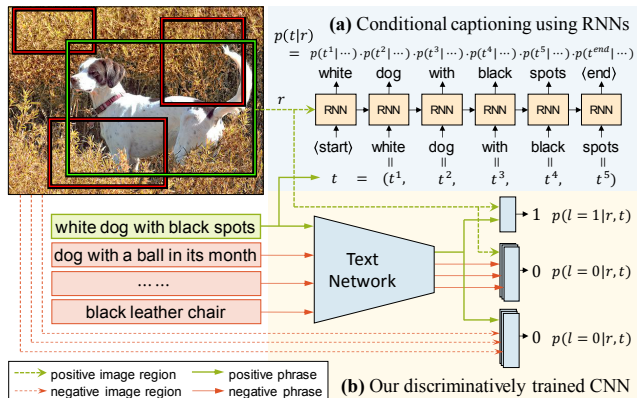 (a) Conditional captioning using RNNs
p(t|r)
= p(t¹|⋯)·p(t²|⋯)·p(t³|⋯)·p(t⁴|⋯)·p(t⁵|⋯)·p(tᵉⁿᵈ|⋯)
white dog with black spots ⟨end⟩
r
RNN RNN RNN RNN RNN RNN
⟨start⟩ white dog with black spots
= = = = =
t = (t¹, t², t³, t⁴, t⁵)
white dog with black spots
dog with a ball in its month
......
black leather chair
Text
Network
1 p(l = 1|r, t)
0 p(l = 0|r, t)
0 p(l = 0|r, t)
positive image region
positive phrase
negative image region
negative phrase
(b) Our discriminatively trained CNN